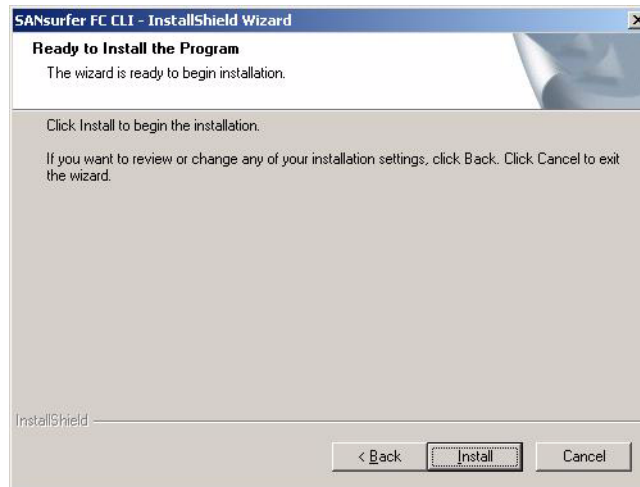 SANsurfer FC CLI - InstallShield Wizard
Ready to Install the Program
The wizard is ready to begin installation.
Click Install to begin the installation.
If you want to review or change any of your installation settings, click Back. Click Cancel to exit
the wizard.
InstallShield
< Back
Install
Cancel